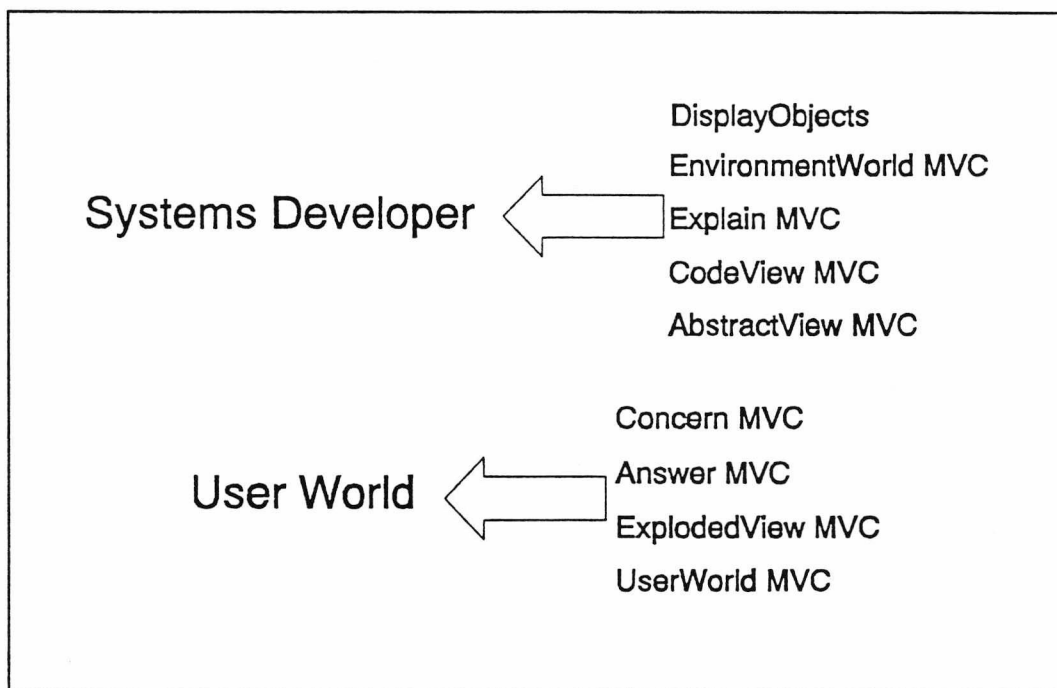 DisplayObjects
EnvironmentWorld MVC
Systems Developer
Explain MVC
CodeView MVC
AbstractView MVC
Concern MVC
Answer MVC
User World
ExplodedView MVC
UserWorld MVC